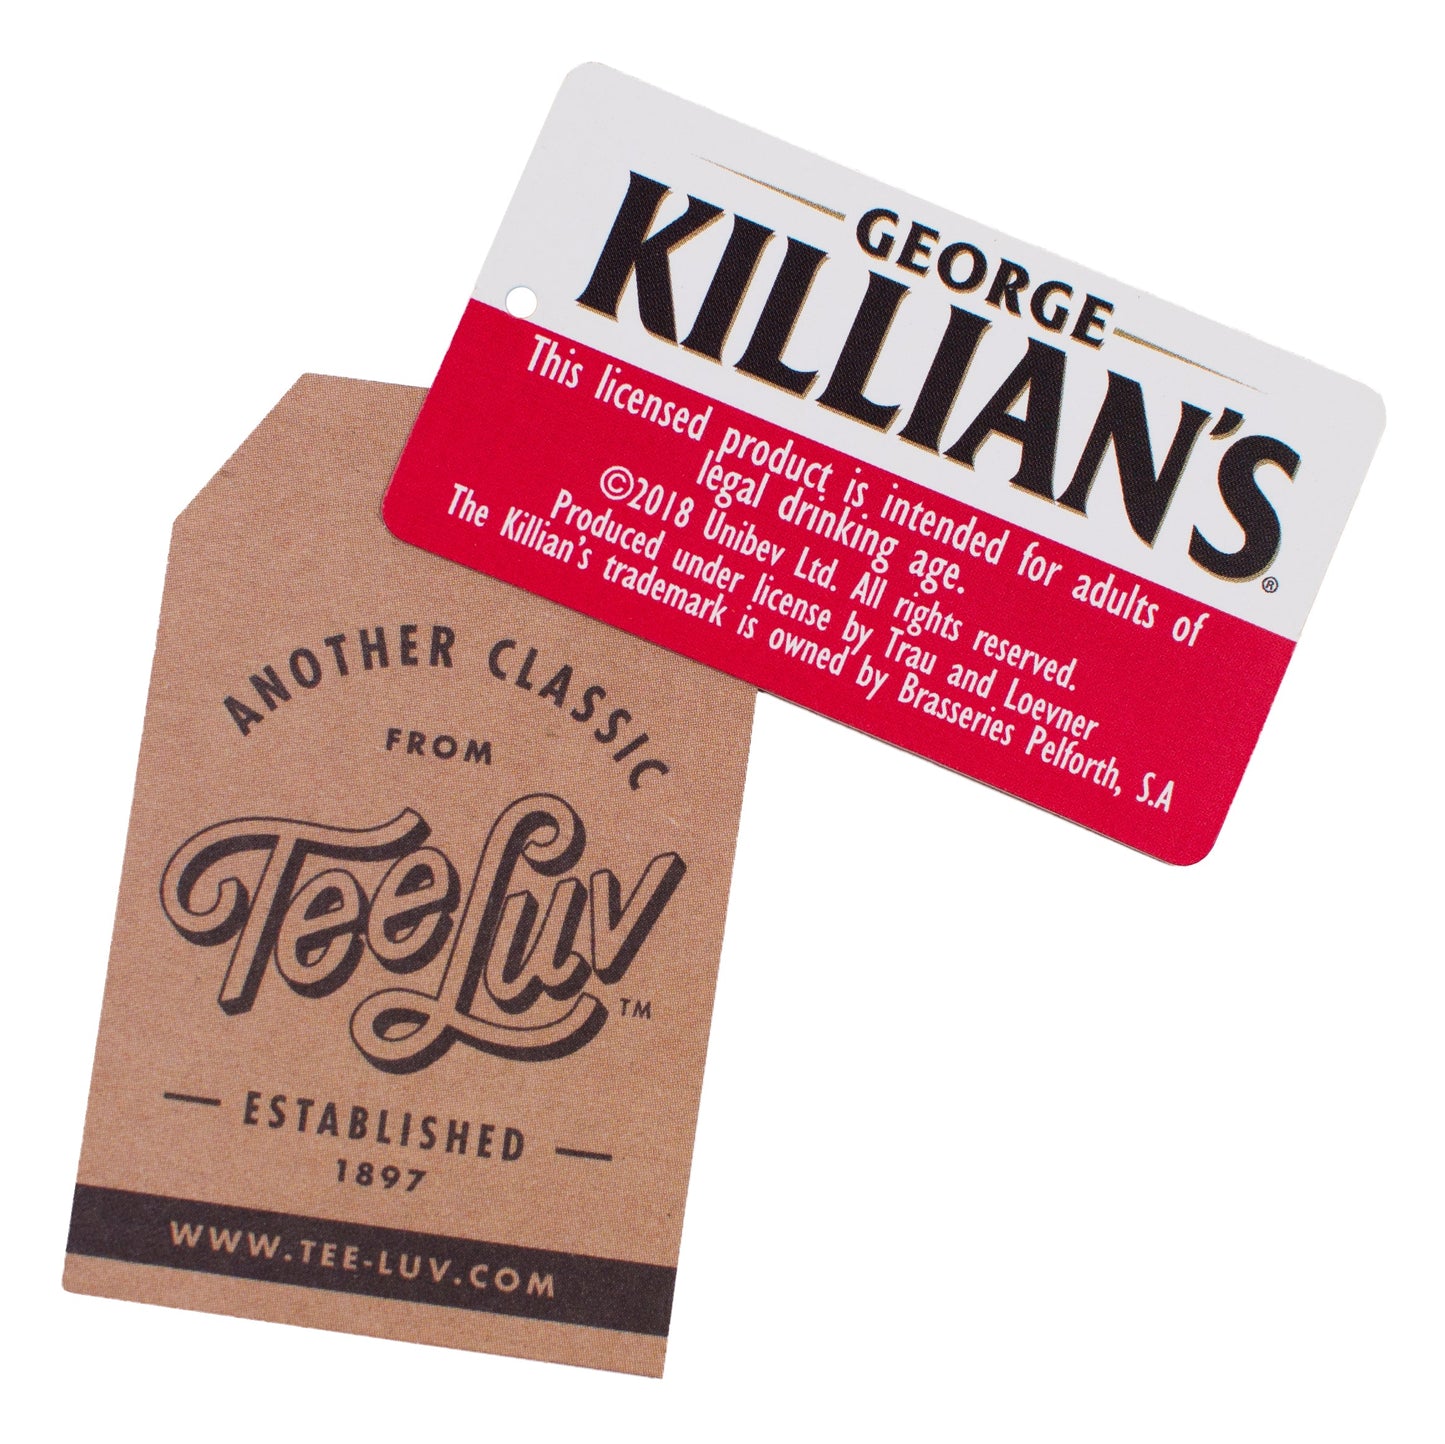 GEORGE
KILLIAN'S®
This licensed product is intended for adults of
legal drinking age.
©2018 Unibev Ltd. All rights reserved.
Produced under license by Trau and Loevner
The Killian's trademark is owned by Brasseries Pelforth, S.A
ANOTHER CLASSIC
FROM
TeeLuv™
ESTABLISHED
1897
WWW.TEE-LUV.COM